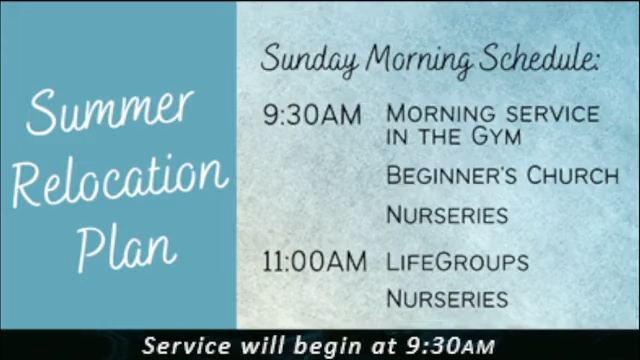 Summer
Relocation
Plan
Sunday Morning Schedule:
9:30AM MORNING SERVICE
IN THE GYM
BEGINNER'S CHURCH
NURSERIES
11:00AM LIFEGROUPS
NURSERIES
Service will begin at 9:30AM